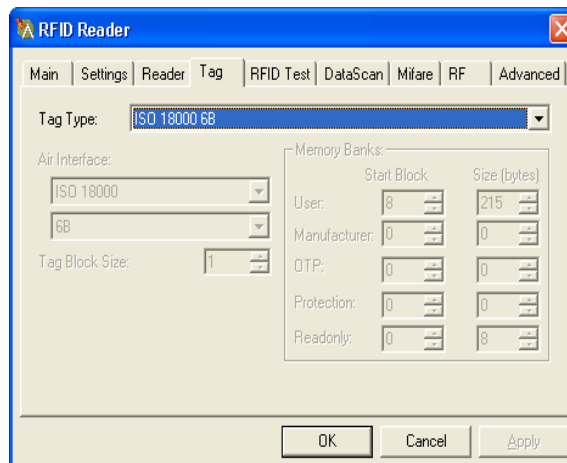 RFID Reader
Main Settings Reader Tag RFID Test DataScan Mifare RF Advanced
Tag Type: ISO 18000 6B
Air Interface:
ISO 18000
6B
Tag Block Size: 1
Memory Banks:
Start Block Size (bytes)
User: 8 215
Manufacturer: 0 0
OTP: 0 0
Protection: 0 0
Readonly: 0 8
OK Cancel Apply